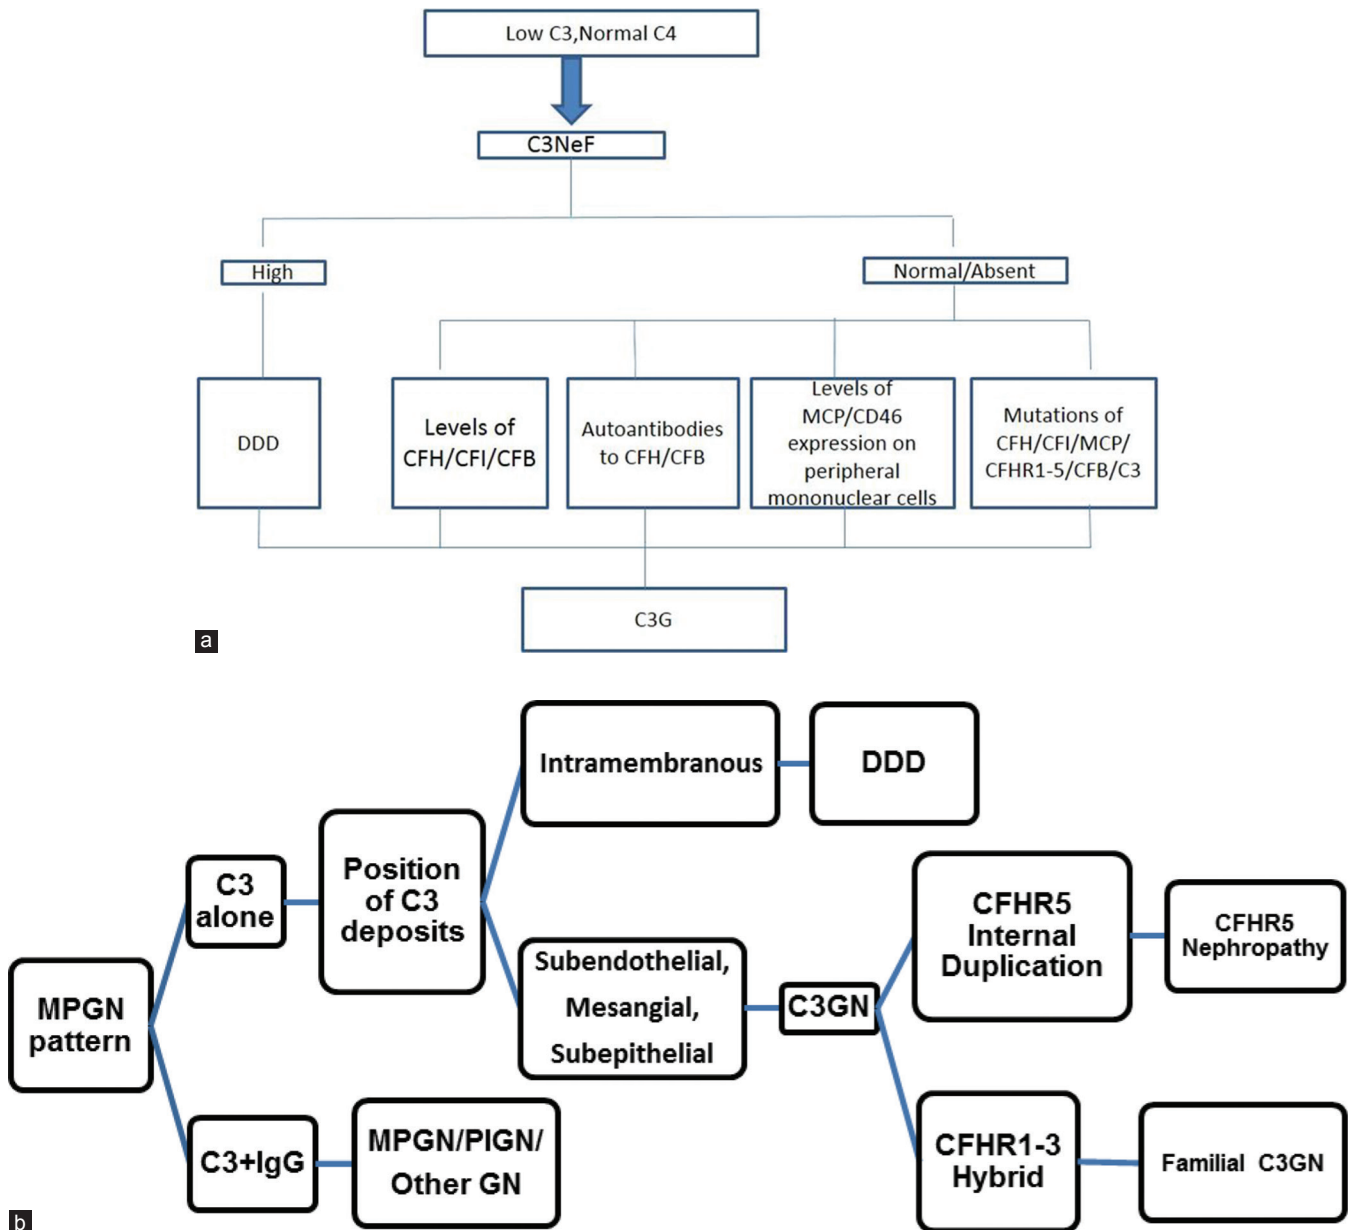 Low C3,Normal C4
C3NeF
High
Normal/Absent
DDD
Levels of
CFH/CFI/CFB
Autoantibodies
to CFH/CFB
Levels of
MCP/CD46
expression on
peripheral
mononuclear cells
Mutations of
CFH/CFI/MCP/
CFHR1-5/CFB/C3
C3G
a
MPGN
pattern
C3
alone
Position
of C3
deposits
Intramembranous
DDD
Subendothelial,
Mesangial,
Subepithelial
C3GN
CFHR5
Internal
Duplication
CFHR5
Nephropathy
CFHR1-3
Hybrid
Familial C3GN
C3+IgG
MPGN/PIGN/
Other GN
b